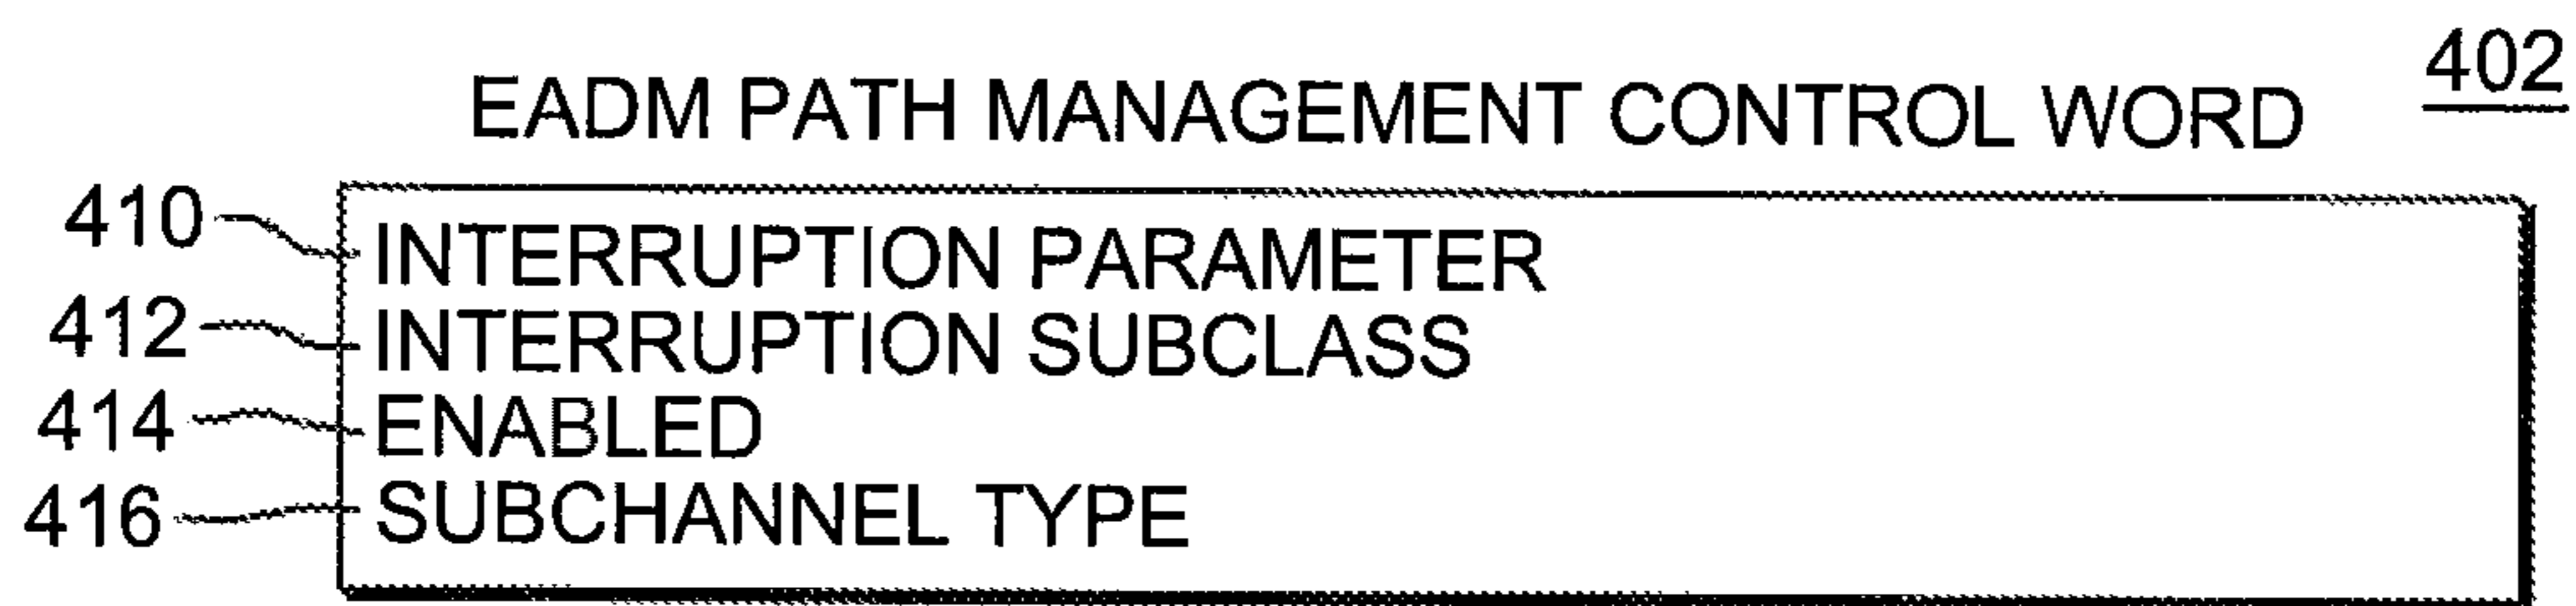 402
EADM PATH MANAGEMENT CONTROL WORD
410 INTERRUPTION PARAMETER
412 INTERRUPTION SUBCLASS
414 ENABLED
416 SUBCHANNEL TYPE